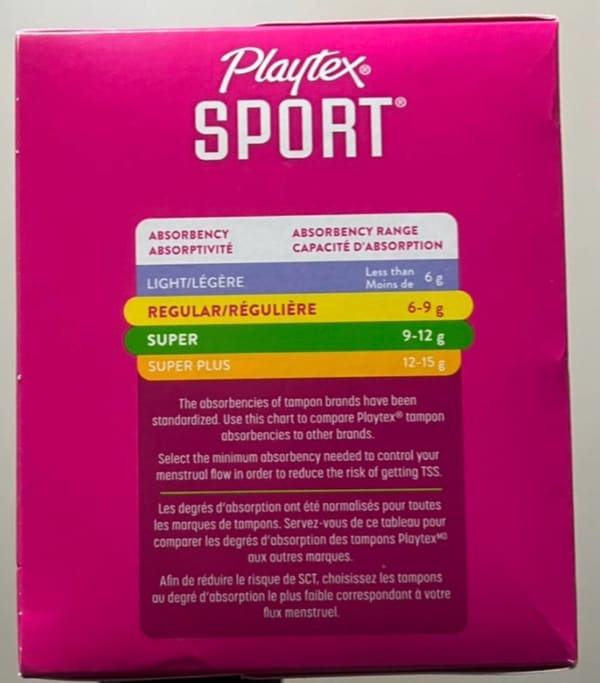 Playtex®
SPORT®
ABSORBENCY ABSORBENCY RANGE
ABSORPTIVITÉ CAPACITÉ D'ABSORPTION
LIGHT/LÉGÈRE Less than Moins de 6 g
REGULAR/RÉGULIÈRE 6-9 g
SUPER 9-12 g
SUPER PLUS 12-15 g
The absorbencies of tampon brands have been
standardized. Use this chart to compare Playtex® tampon
absorbencies to other brands.
Select the minimum absorbency needed to control your
menstrual flow in order to reduce the risk of getting TSS.
Les degrés d'absorption ont été normalisés pour toutes
les marques de tampons. Servez-vous de ce tableau pour
comparer les degrés d'absorption des tampons Playtexᴹᴰ
aux autres marques.
Afin de réduire le risque de SCT, choisissez les tampons
au degré d'absorption le plus faible correspondant à votre
flux menstruel.